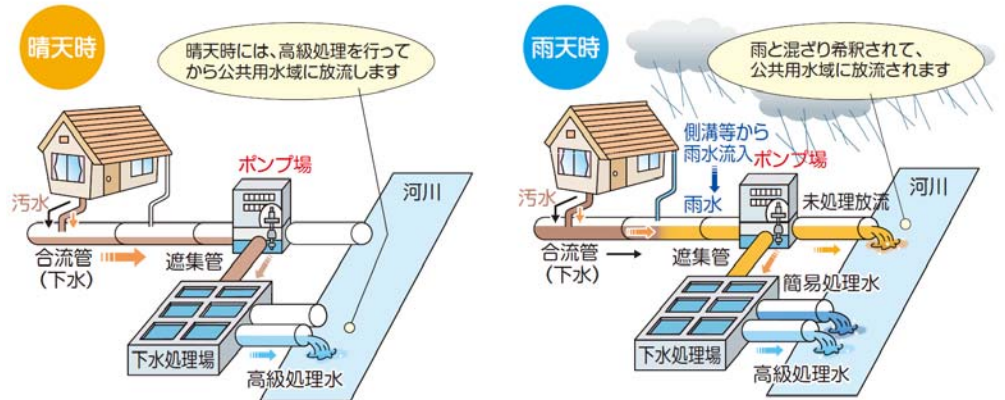 晴天時
晴天時には、高級処理を行って
から公共用水域に放流します
ポンプ場
河川
汚水
合流管
(下水)
遮集管
下水処理場
高級処理水
雨天時
雨と混ざり希釈されて、
公共用水域に放流されます
側溝等から
雨水流入
ポンプ場
河川
汚水
雨水
未処理放流
合流管
(下水)
遮集管
簡易処理水
下水処理場
高級処理水